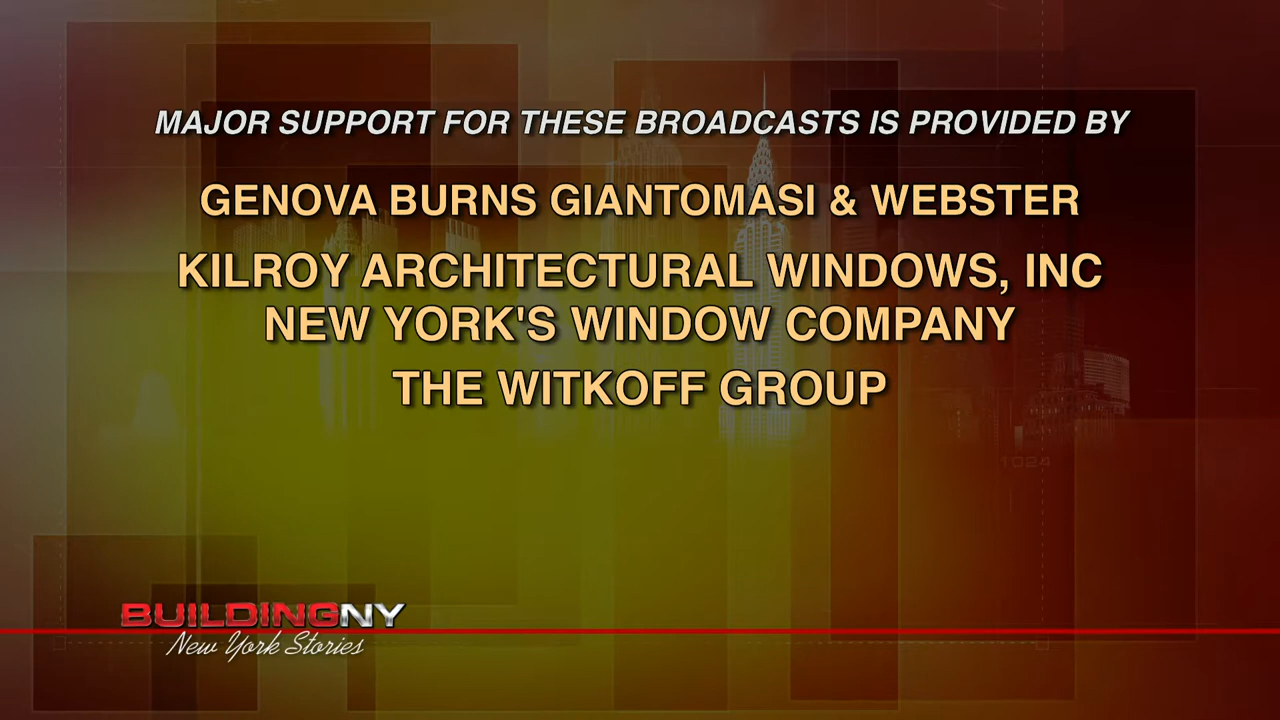 MAJOR SUPPORT FOR THESE BROADCASTS IS PROVIDED BY
GENOVA BURNS GIANTOMASI & WEBSTER
KILROY ARCHITECTURAL WINDOWS, INC
NEW YORK'S WINDOW COMPANY
THE WITKOFF GROUP
1024
BUILDINGNY
New York Stories